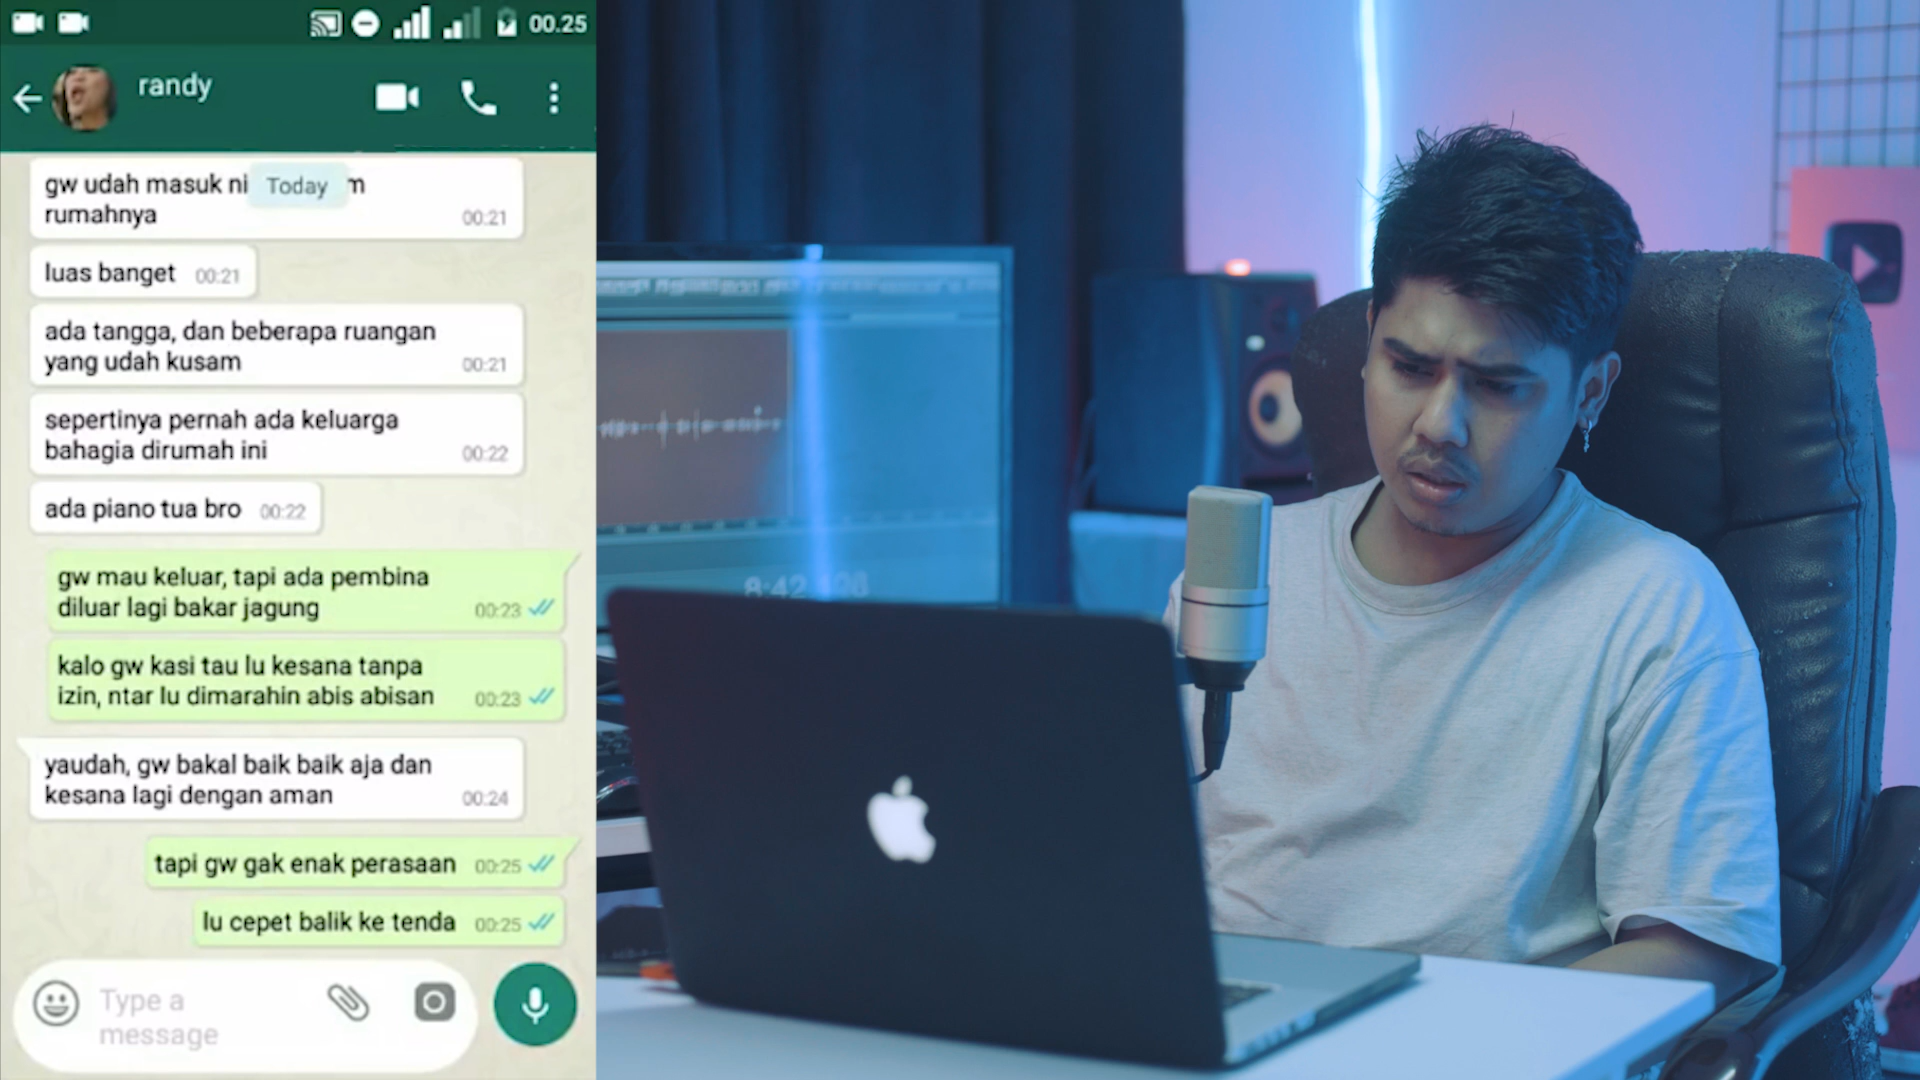 00.25
randy
Today
gw udah masuk ni m
rumahnya 00:21
luas banget 00:21
ada tangga, dan beberapa ruangan
yang udah kusam 00:21
sepertinya pernah ada keluarga
bahagia dirumah ini 00:22
ada piano tua bro 00:22
gw mau keluar, tapi ada pembina
diluar lagi bakar jagung 00:23
kalo gw kasi tau lu kesana tanpa
izin, ntar lu dimarahin abis abisan 00:23
yaudah, gw bakal baik baik aja dan
kesana lagi dengan aman 00:24
tapi gw gak enak perasaan 00:25
lu cepet balik ke tenda 00:25
Type a
message